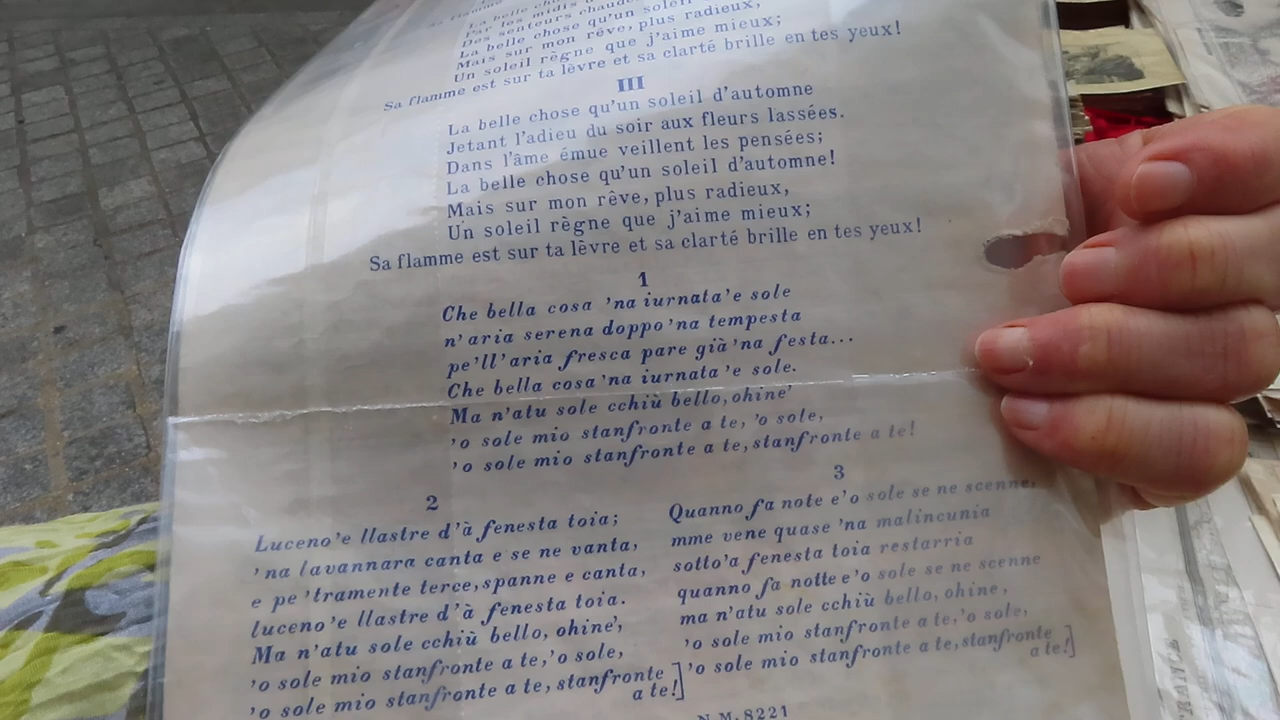 La belle cho
Par les midis
Des senteurs chaude
La belle chose qu'un soleil
Mais sur mon rêve, plus radieux,
Un soleil règne que j'aime mieux;
Sa flamme est sur ta lèvre et sa clarté brille en tes yeux!
III
La belle chose qu'un soleil d'automne
Jetant l'adieu du soir aux fleurs lassées.
Dans l'âme émue veillent les pensées;
La belle chose qu'un soleil d'automne!
Mais sur mon rêve, plus radieux,
Un soleil règne que j'aime mieux;
Sa flamme est sur ta lèvre et sa clarté brille en tes yeux!
1
Che bella cosa 'na iurnata'e sole
n'aria serena doppo'na tempesta
pe'll'aria fresca pare già'na festa...
Che bella cosa'na iurnata'e sole.
Ma n'atu sole cchiù bello, ohine'
'o sole mio stanfronte a te, 'o sole,
'o sole mio stanfronte a te, stanfronte a te!
2
Luceno'e llastre d'à fenesta toia;
'na lavannara canta e se ne vanta,
e pe'tramente terce, spanne e canta,
luceno'e llastre d'à fenesta toia.
Ma n'atu sole cchiù bello, ohine',
'o sole mio stanfronte a te,'o sole,
'o sole mio stanfronte a te, stanfronte
a te!]
3
Quanno fa note e'o sole se ne scenne,
mme vene quase 'na malincunia
sotto'a fenesta toia restarria
quanno fa notte e'o sole se ne scenne
ma n'atu sole cchiù bello, ohine,
'o sole mio stanfronte a te,'o sole,
'o sole mio stanfronte a te, stanfronte
a te!]
N.M. 8221